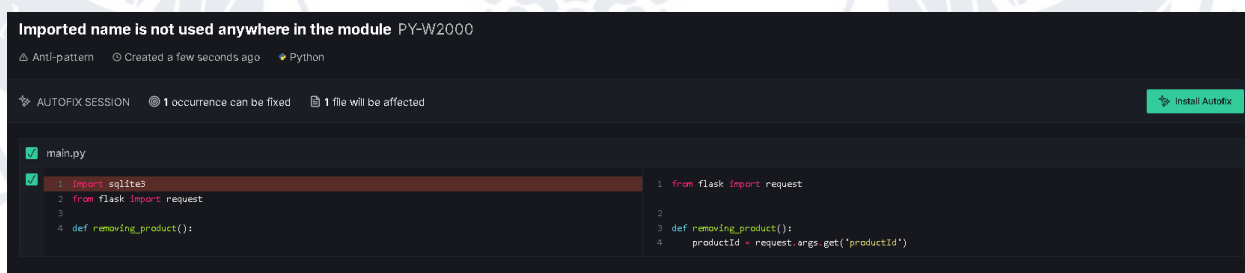 Imported name is not used anywhere in the module PY-W2000
Anti-pattern Created a few seconds ago Python
AUTOFIX SESSION 1 occurrence can be fixed 1 file will be affected Install Autofix
main.py
1 import sqlite3
2 from flask import request
3
4 def removing_product():
1 from flask import request
2
3 def removing_product():
4 productId = request.args.get('productId')